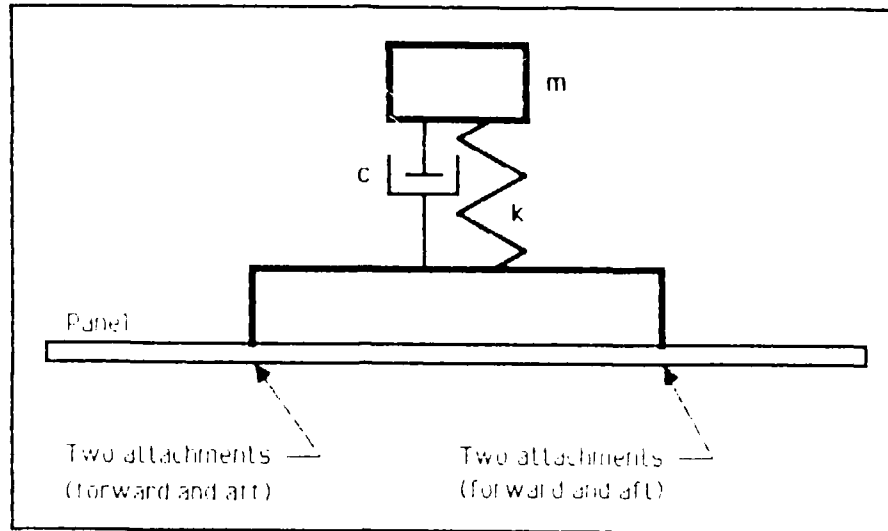 m
c
k
Panel
Two attachments
(forward and aft)
Two attachments
(forward and aft)